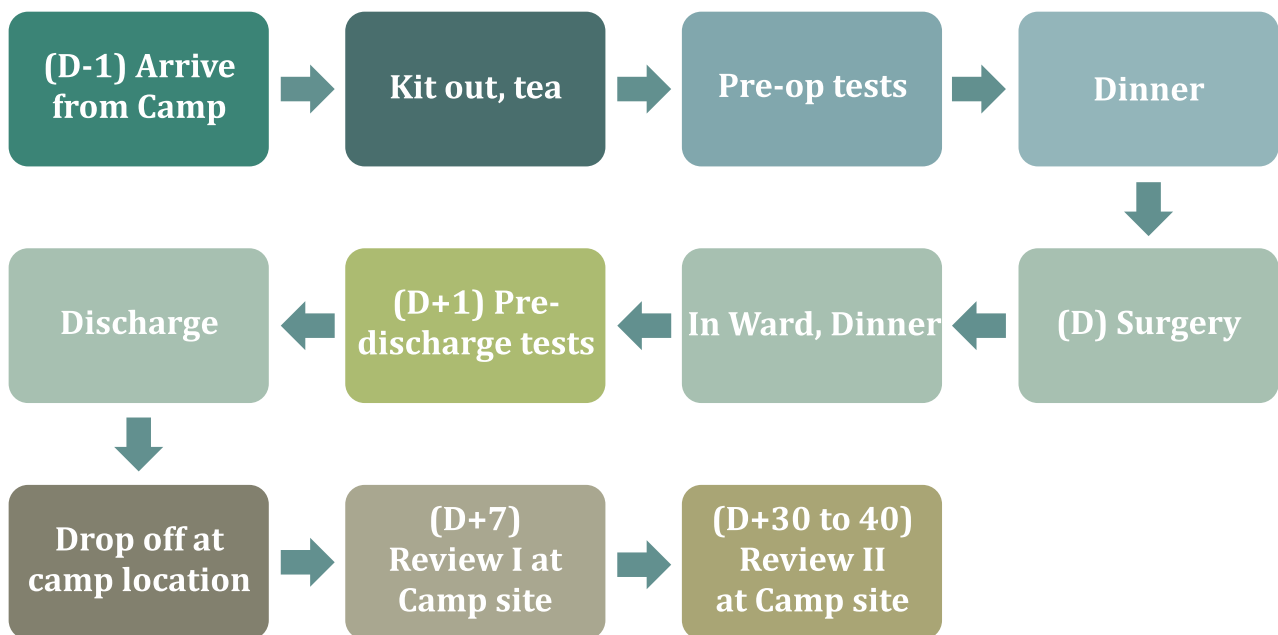 (D-1) Arrive
from Camp
Kit out, tea
Pre-op tests
Dinner
(D) Surgery
In Ward, Dinner
(D+1) Pre-
discharge tests
Discharge
Drop off at
camp location
(D+7)
Review I at
Camp site
(D+30 to 40)
Review II
at Camp site